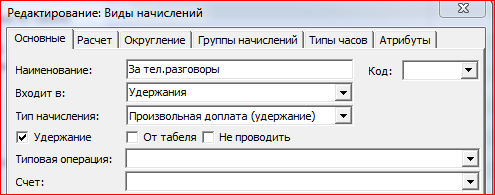 Редактирование: Виды начислений
Основные Расчет Округление Группы начислений Типы часов Атрибуты
Наименование: За тел.разговоры Код:
Входит в: Удержания
Тип начисления: Произвольная доплата (удержание)
Удержание От табеля Не проводить
Типовая операция:
Счет: